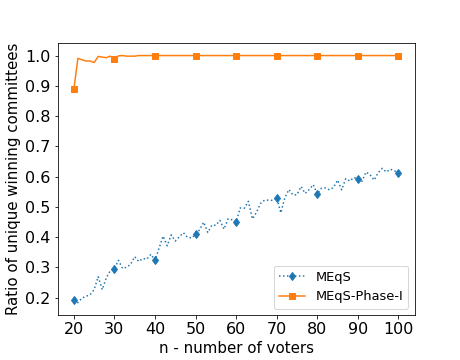 Ratio of unique winning committees
1.0
0.9
0.8
0.7
0.6
0.5
0.4
0.3
0.2
MEqS
MEqS-Phase-I
20 30 40 50 60 70 80 90 100
n - number of voters